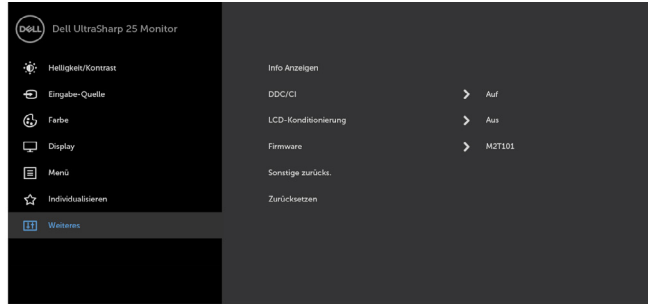 DELL Dell UltraSharp 25 Monitor
Helligkeit/Kontrast
Eingabe-Quelle
Farbe
Display
Menü
Individualisieren
Weiteres
Info Anzeigen
DDC/CI Auf
LCD-Konditionierung Aus
Firmware M2T101
Sonstige zurücks.
Zurücksetzen